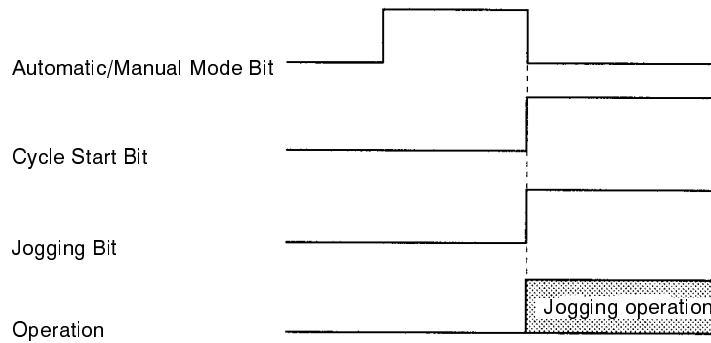 Automatic/Manual Mode Bit
Cycle Start Bit
Jogging Bit
Jogging operation
Operation